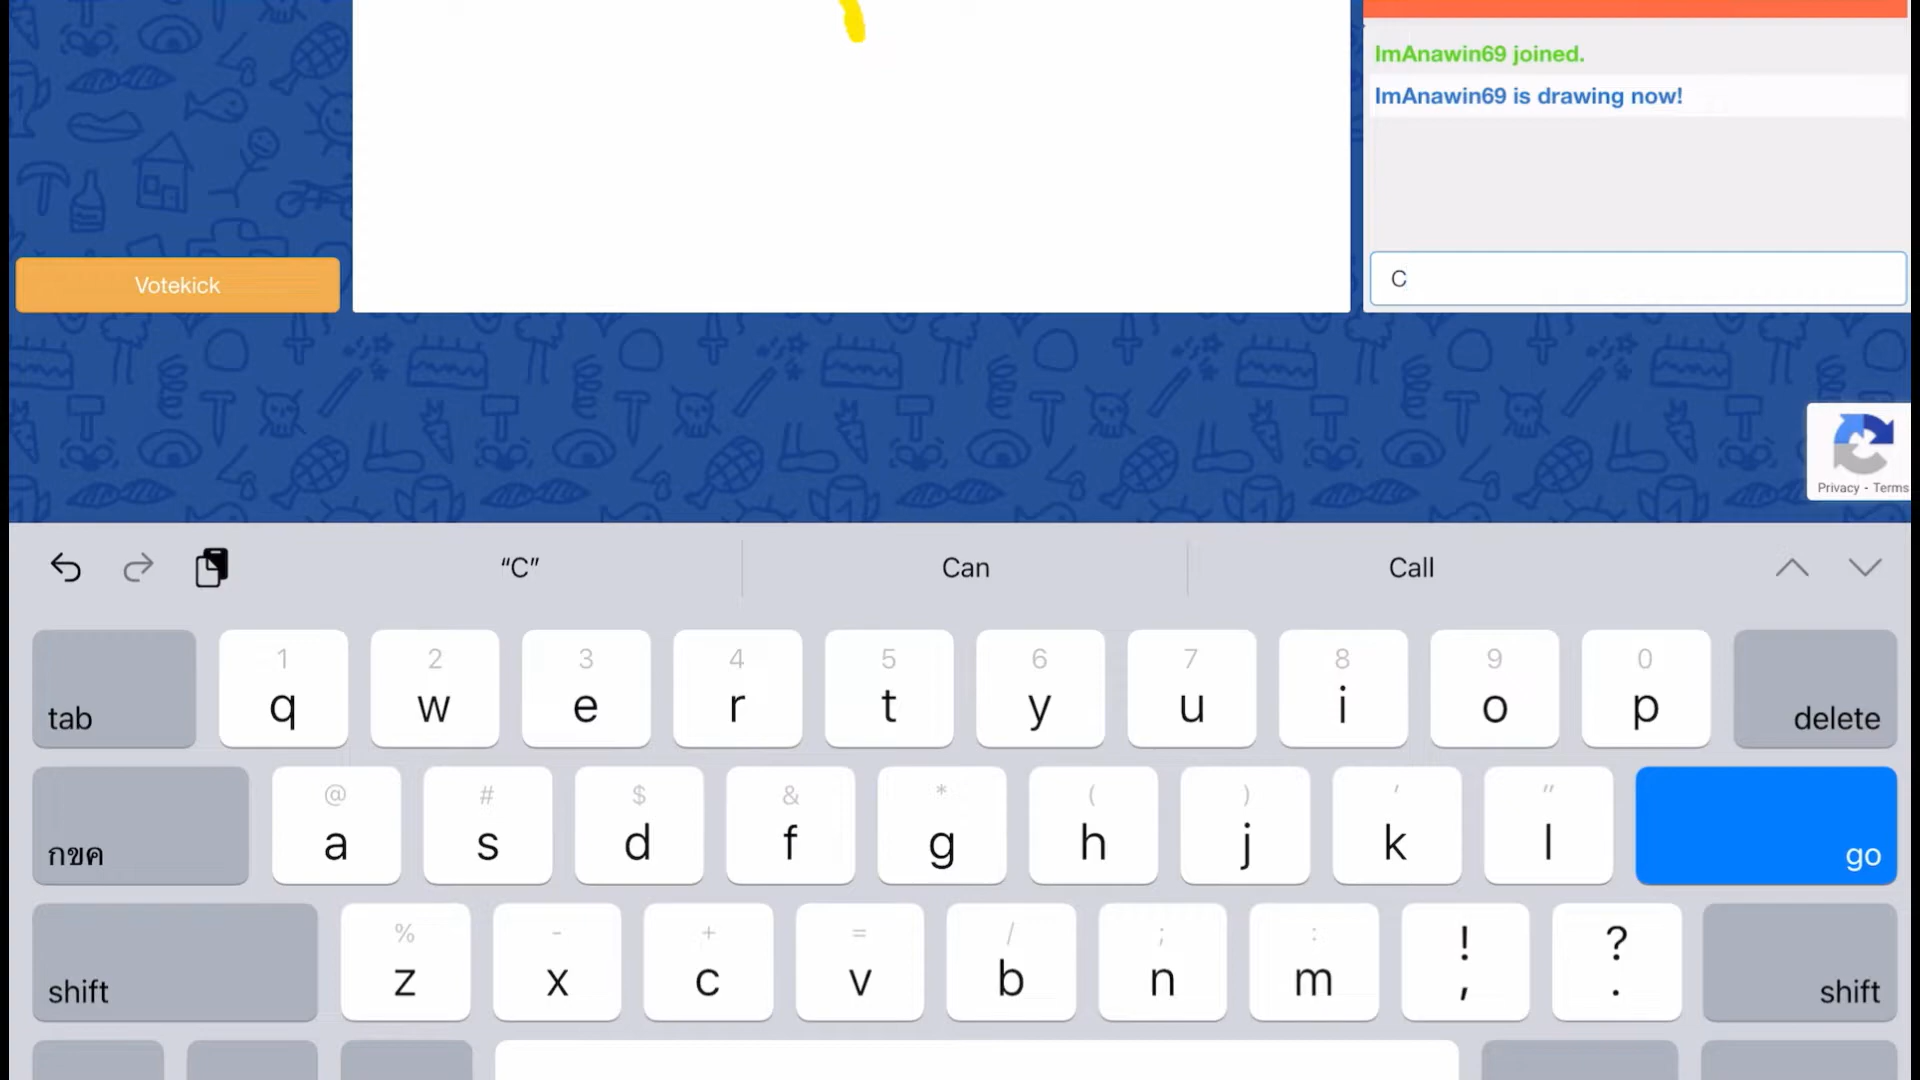 ImAnawin69 joined.
ImAnawin69 is drawing now!
C
Votekick
Privacy - Terms
“C” Can Call
1 2 3 4 5 6 7 8 9 0
tab q w e r t y u i o p delete
@ # $ & * ( ) ' "
กขค a s d f g h j k l go
% - + = / ; : ! ?
shift z x c v b n m , . shift